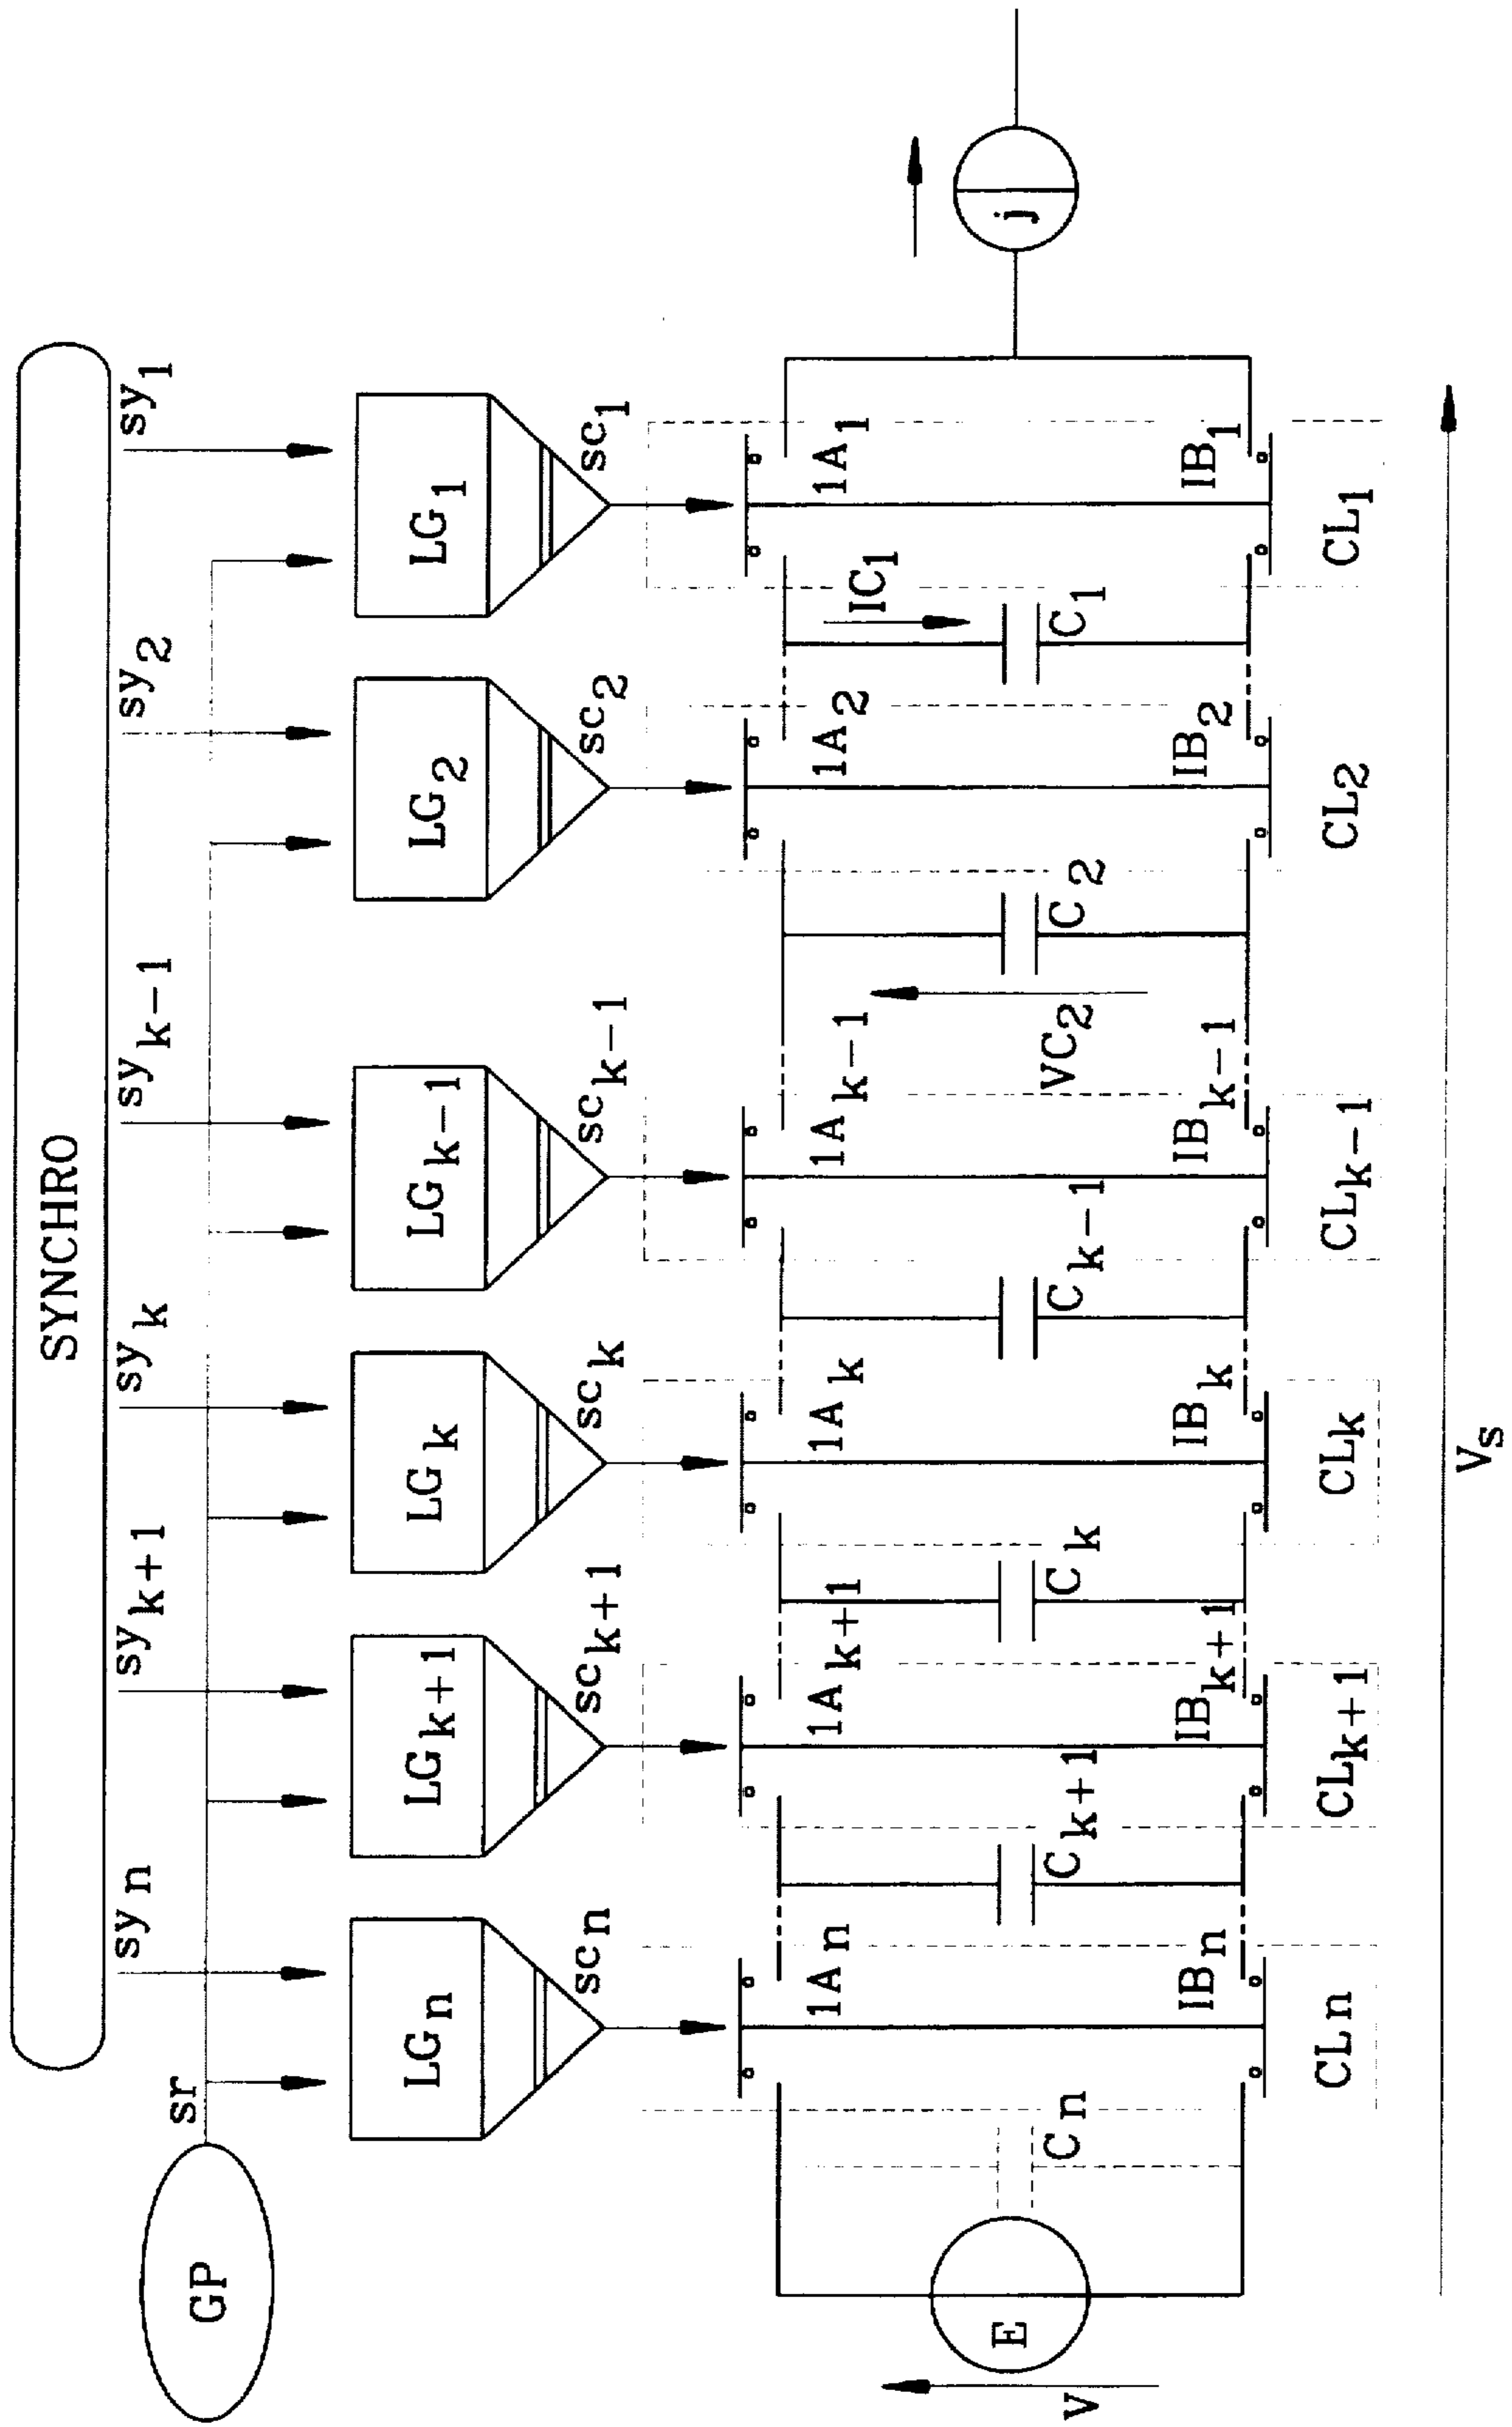 SYNCHRO
GP
sr
syn
syk+1
syk
syk-1
sy2
sy1
LGn
LGk+1
LGk
LGk-1
LG2
LG1
scn
sck+1
sck
sck-1
sc2
sc1
1An
1Ak+1
1Ak
1Ak-1
1A2
1A1
IC1
V
E
Cn
Ck+1
Ck
Ck-1
VC2
C2
C1
j
IBn
IBk+1
IBk
IBk-1
IB2
IB1
CLn
CLk+1
CLk
CLk-1
CL2
CL1
Vs